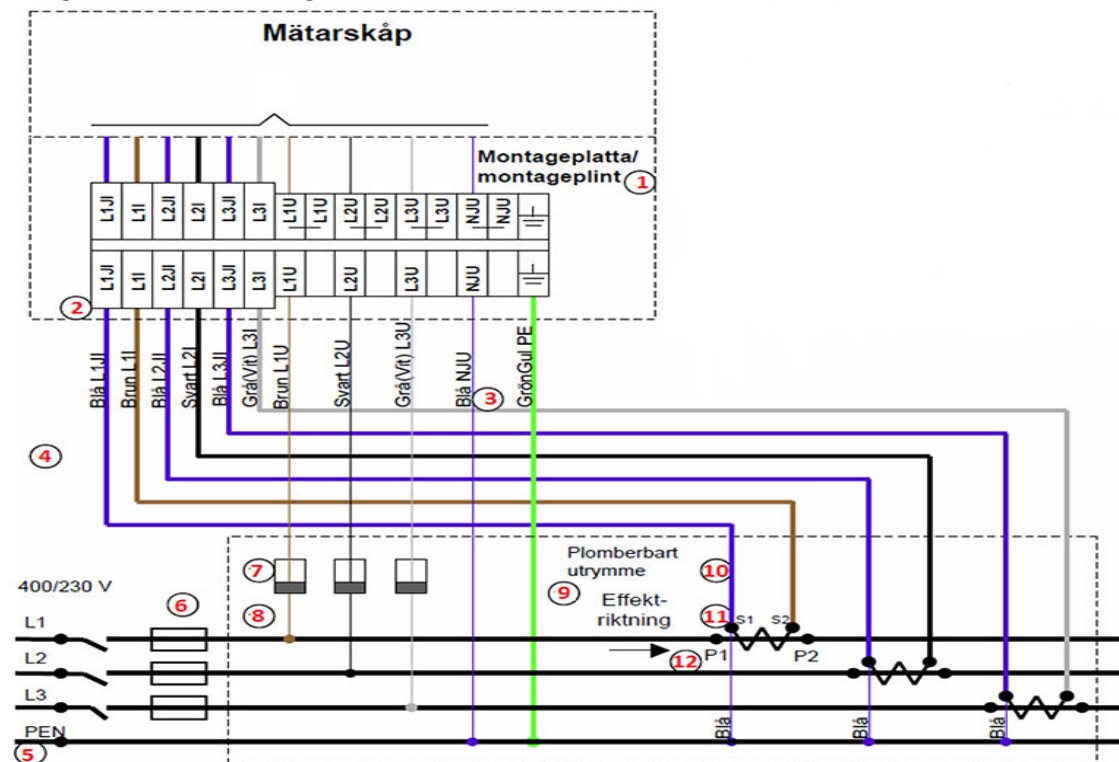 Mätarskåp
Montageplatta/
montageplint 1
L1JI L1I L2JI L2I L3JI L3I L1U L1U L2U L2U L3U L3U NJU NJU
L1JI L1I L2JI L2I L3JI L3I L1U L2U L3U NJU
2
Blå L1JI
Brun L1I
Blå L2JI
Svart L2I
Blå L3JI
Grå(Vit) L3I
Brun L1U
Svart L2U
Grå(Vit) L3U
Blå NJU
GrönGul PE
3
4
Plomberbart
utrymme
7
10
400/230 V
9
6
8
Effekt-
riktning
11
S1 S2
L1
12
P1 P2
L2
L3
PEN
Blå
Blå
Blå
5